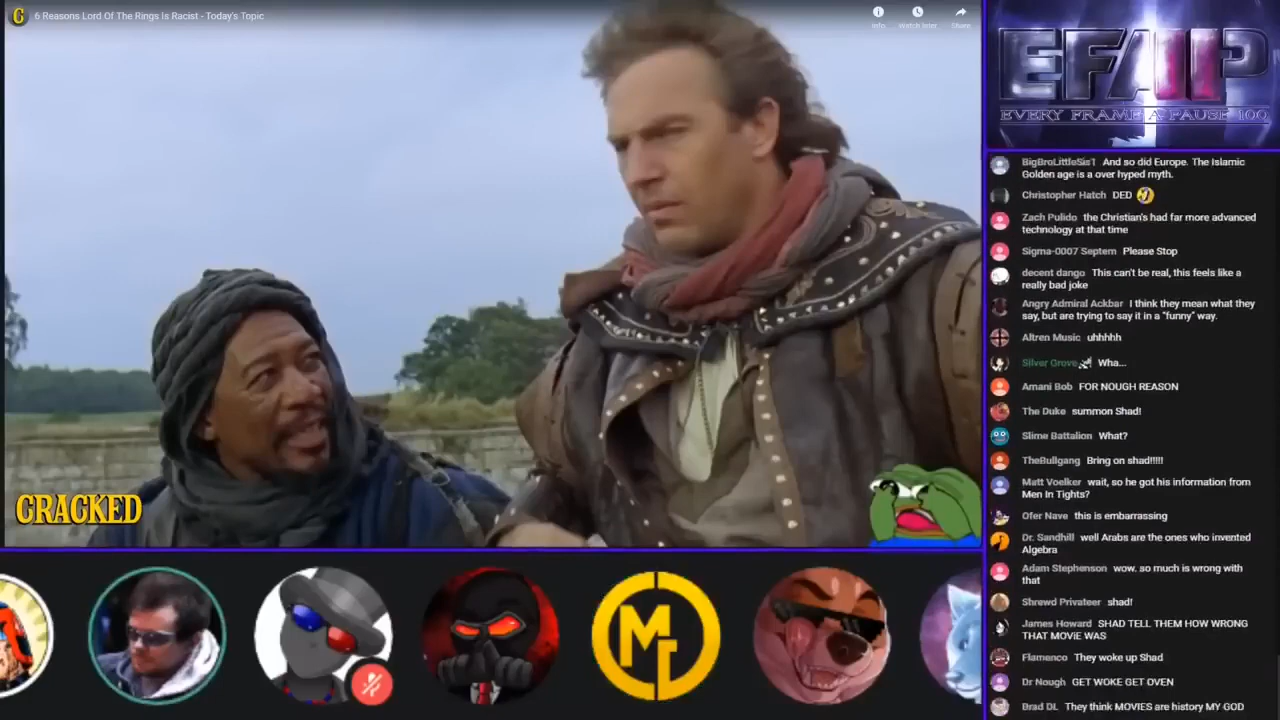 6 Reasons Lord Of The Rings Is Racist - Today's Topic
Info
Watch later
Share
CRACKED
EFAP
EVERY FRAME A PAUSE 100
BigBroLittleSis1 And so did Europe. The Islamic
Golden age is a over hyped myth.
Christopher Hatch DED
Zach Pulido the Christian's had far more advanced
technology at that time
Sigma-0007 Septem Please Stop
decent dango This can't be real, this feels like a
really bad joke
Angry Admiral Ackbar I think they mean what they
say, but are trying to say it in a "funny" way.
Altren Music uhhhhh
Silver Grove Wha...
Amani Bob FOR NOUGH REASON
The Duke summon Shad!
Slime Battalion What?
TheBullgang Bring on shad!!!!!
Matt Voelker wait, so he got his information from
Men In Tights?
Ofer Nave this is embarrassing
Dr. Sandhill well Arabs are the ones who invented
Algebra
Adam Stephenson wow. so much is wrong with
that
Shrewd Privateer shad!
James Howard SHAD TELL THEM HOW WRONG
THAT MOVIE WAS
Flamenco They woke up Shad
Dr Nough GET WOKE GET OVEN
Brad DL They think MOVIES are history MY GOD